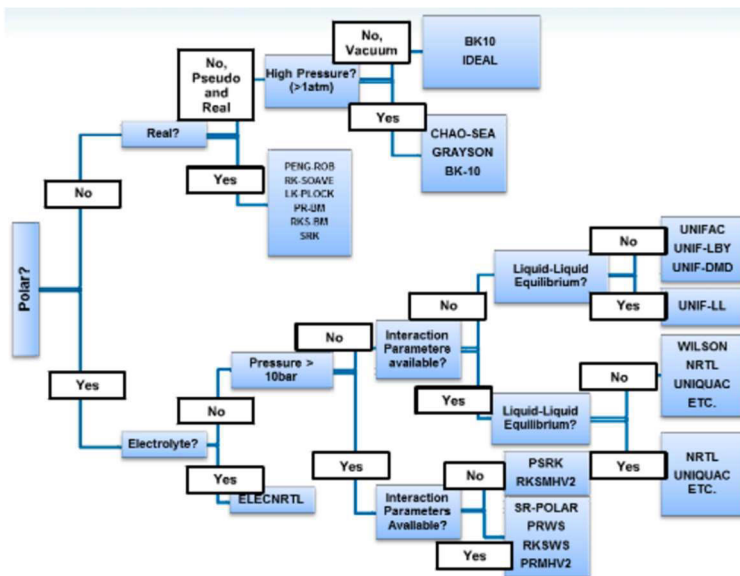 No,
Pseudo
and
Real
High Pressure?
(>1atm)
No,
Vacuum
BK10
IDEAL
Yes
CHAO-SEA
GRAYSON
BK-10
Real?
Yes
PENG-ROB
RK-SOAVE
LK-PLOCK
PR-BM
RKS-BM
SRK
No
Polar?
Yes
Electrolyte?
No
Yes
ELECNRTL
Pressure >
10bar
No
Interaction
Parameters
available?
No
Liquid-Liquid
Equilibrium?
No
UNIFAC
UNIF-LBY
UNIF-DMD
Yes
UNIF-LL
Yes
Liquid-Liquid
Equilibrium?
No
WILSON
NRTL
UNIQUAC
ETC.
Yes
NRTL
UNIQUAC
ETC.
Yes
Interaction
Parameters
Available?
No
PSRK
RKSMHV2
Yes
SR-POLAR
PRWS
RKSWS
PRMHV2